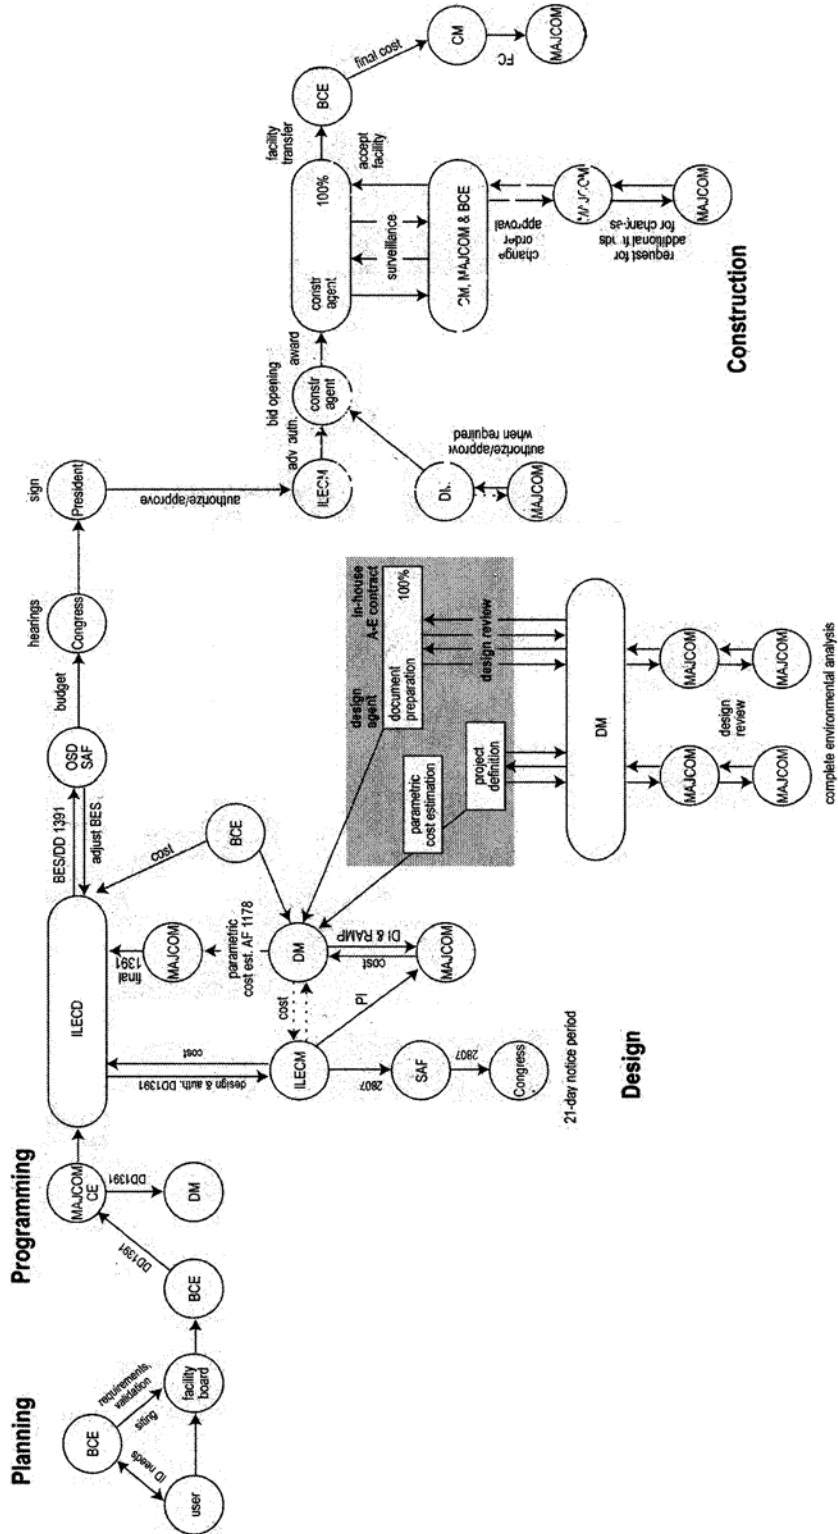 Planning
Programming
Design
Construction
user
ID needs
BCE
requirements,
validation
siting
facility
board
BCE
DD1391
MAJCOM
CE
DD1391
DM
ILECD
design & auth. DD1391
cost
ILECM
2807
SAF
2807
Congress
21-day notice period
cost
PI
DM
DI & RAMP
cost
MAJCOM
parametric
cost est. AF 1178
MAJCOM
final
1391
BCE
cost
BES/DD 1391
adjust BES
OSD
SAF
budget
hearings
Congress
sign
President
authorize/approve
parametric
cost estimation
project
definition
design
agent
in-house
A-E contract
document
preparation
100%
design review
DM
MAJCOM
MAJCOM
design
review
MAJCOM
MAJCOM
complete environmental analysis
ILECM
adv. auth.
bid opening
constr
agent
award
MAJCOM
authorize/approve
when required
constr
agent
100%
surveillance
accept
facility
facility
transfer
BCE
final cost
CM
FC
MAJCOM
CM, MAJCOM & BCE
change
order
approval
MAJCOM
request for
additional funds
for changes
MAJCOM